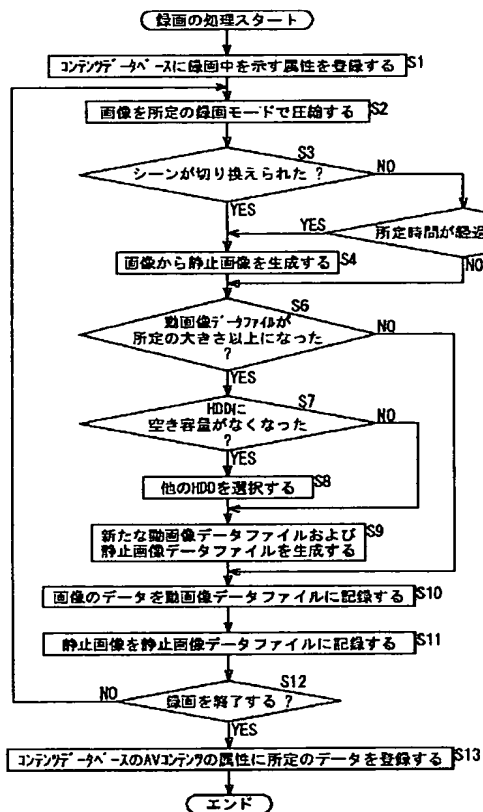 録画の処理スタート
コンテンツデータベースに録画中を示す属性を登録する S1
画像を所定の録画モードで圧縮する S2
S3
シーンが切り換えられた ? NO
YES
YES 所定時間が経過
画像から静止画像を生成する S4
NO
S6
動画像データファイルが
所定の大きさ以上になった NO
?
YES
S7
HDDに
空き容量がなくなった NO
?
YES
他のHDDを選択する S8
新たな動画像データファイルおよび
静止画像データファイルを生成する S9
画像のデータを動画像データファイルに記録する S10
静止画像を静止画像データファイルに記録する S11
S12
NO 録画を終了する ?
YES
コンテンツデータベースのAVコンテンツの属性に所定のデータを登録する S13
エンド